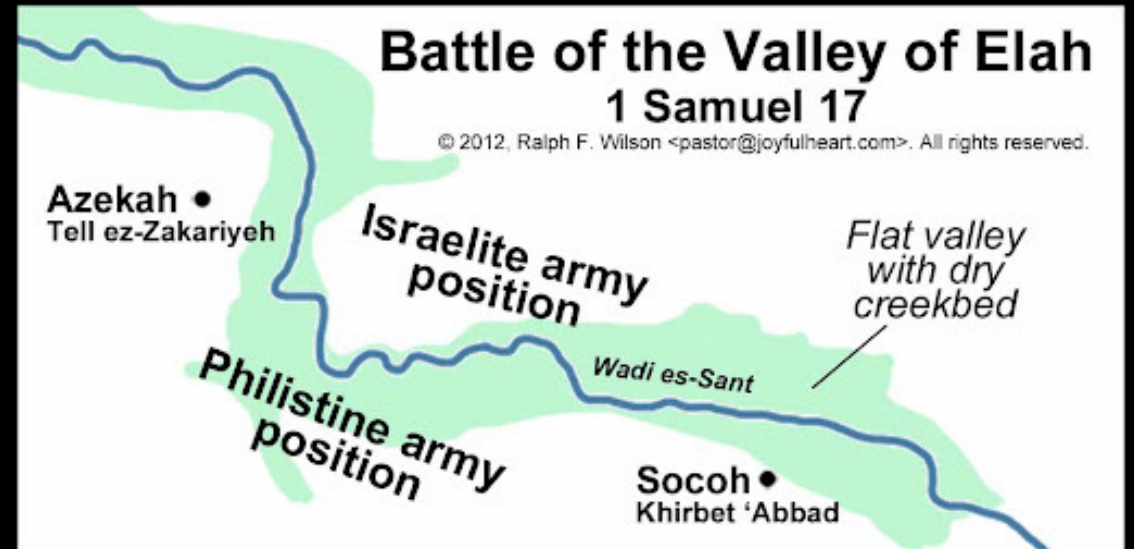 Battle of the Valley of Elah
1 Samuel 17
© 2012, Ralph F. Wilson <pastor@joyfulheart.com>. All rights reserved.
Azekah
Tell ez-Zakariyeh
Israelite army
position
Flat valley
with dry
creekbed
Wadi es-Sant
Philistine army
position
Socoh
Khirbet ‘Abbad